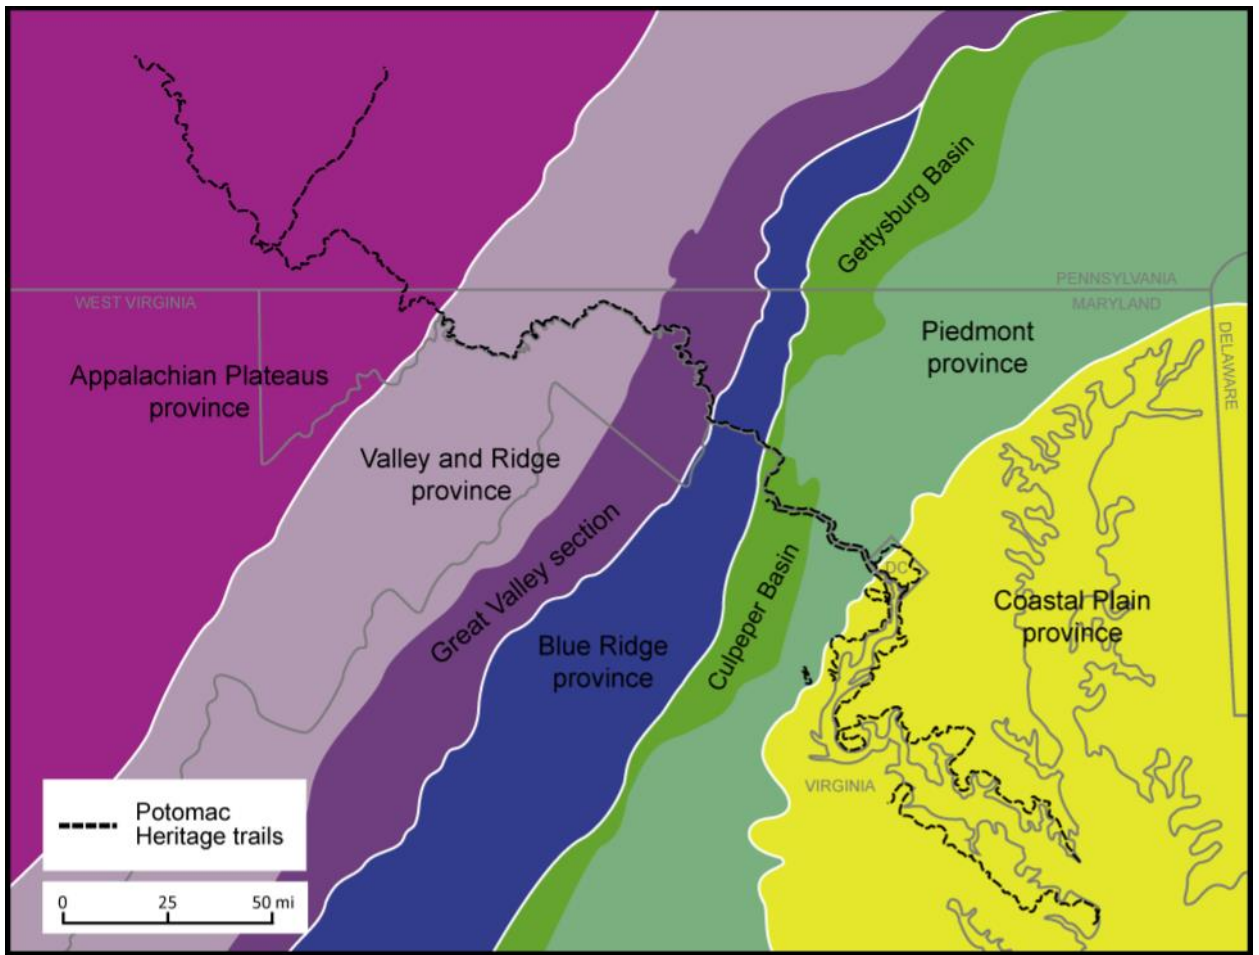 Gettysburg Basin
PENNSYLVANIA
WEST VIRGINIA
MARYLAND
Piedmont
province
DELAWARE
Appalachian Plateaus
province
Valley and Ridge
province
Great Valley section
DC
Culpeper Basin
Coastal Plain
province
Blue Ridge
province
VIRGINIA
Potomac
Heritage trails
0 25 50 mi